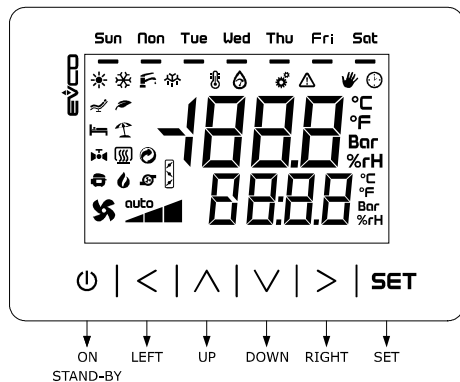 Sun Mon Tue Wed Thu Fri Sat
EVCO
°C
°F
-188.8 Bar
%rH
°C
°F
88:8.8 Bar
%rH
auto
SET
ON
STAND-BY LEFT UP DOWN RIGHT SET